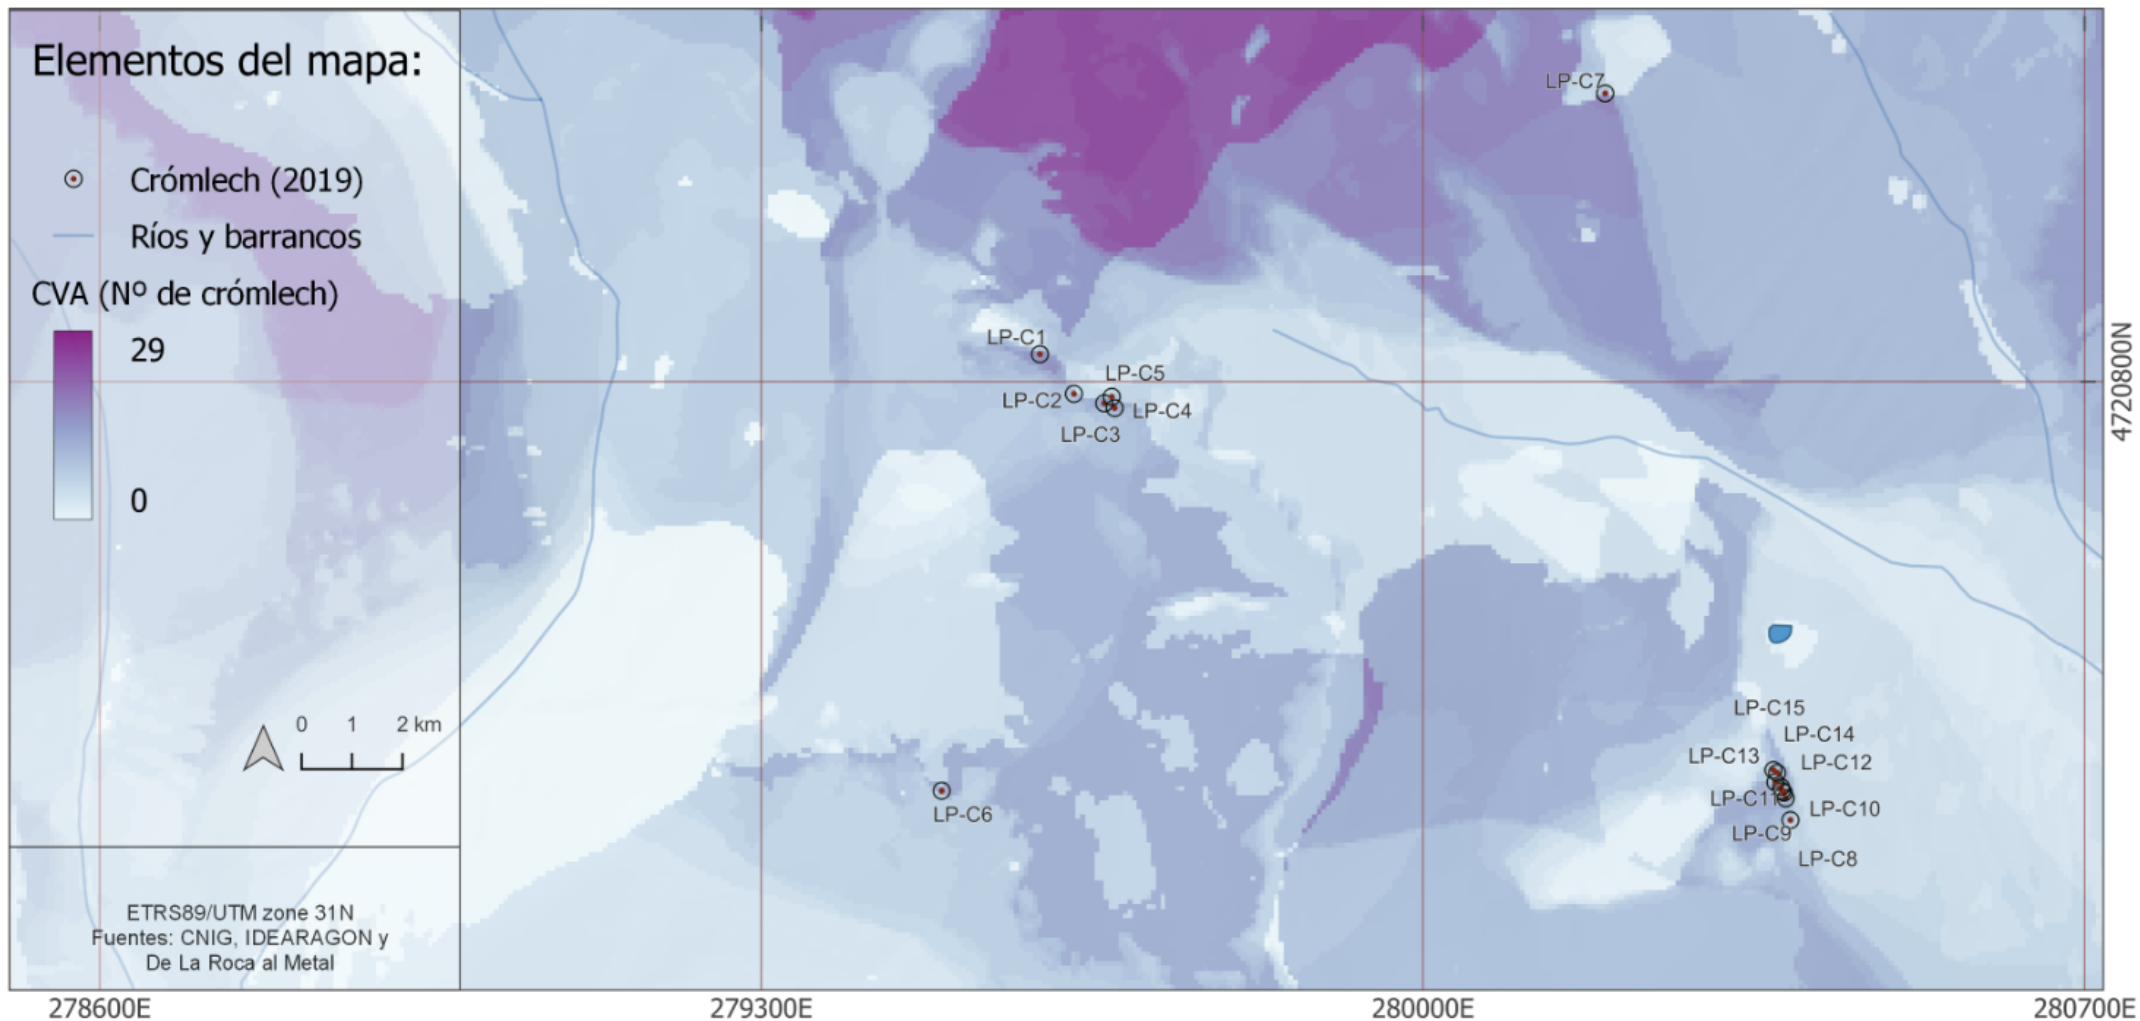 Elementos del mapa:
Crómlech (2019)
Ríos y barrancos
CVA (Nº de crómlech)
29
0
0 1 2 km
ETRS89/UTM zone 31N
Fuentes: CNIG, IDEARAGON y
De La Roca al Metal
LP-C7
LP-C1
LP-C5
LP-C2
LP-C4
LP-C3
LP-C6
LP-C15
LP-C14
LP-C13
LP-C12
LP-C11
LP-C10
LP-C9
LP-C8
4720800N
278600E
279300E
280000E
280700E